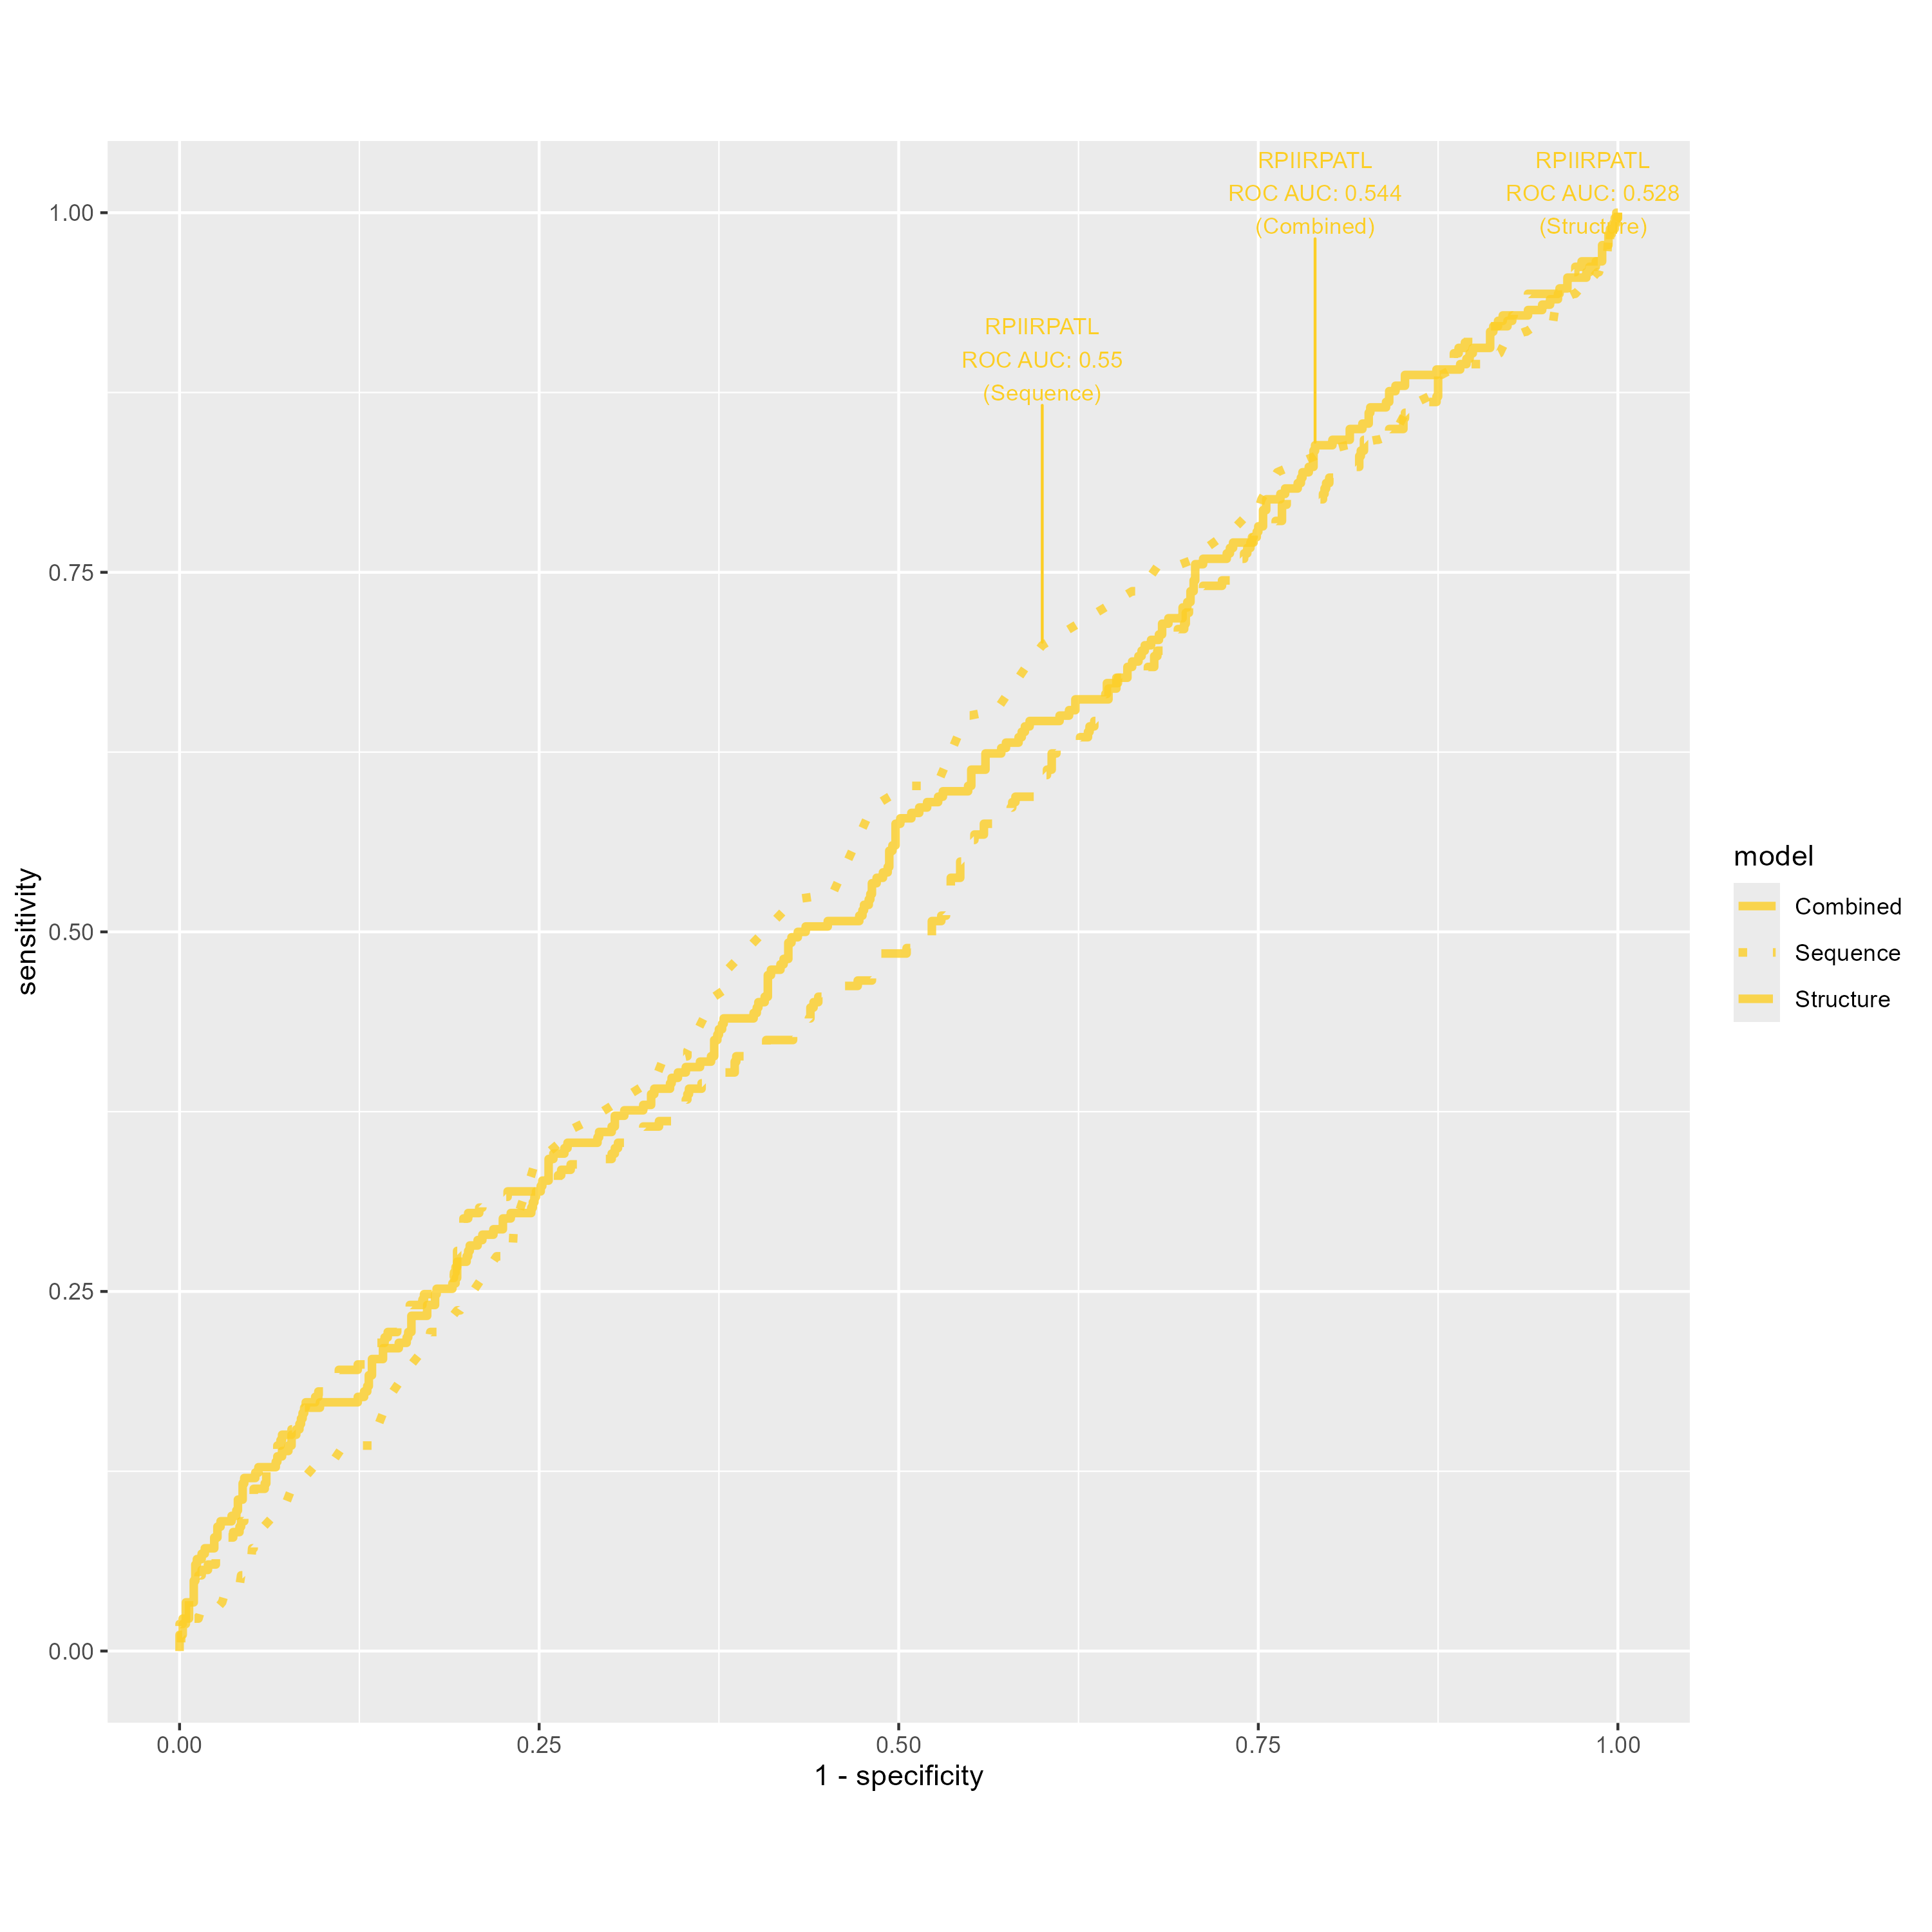 RPIIRPATL
ROC AUC: 0.544
(Combined)
RPIIRPATL
ROC AUC: 0.528
(Structure)
RPIIRPATL
ROC AUC: 0.55
(Sequence)
1.00
0.75
0.50
0.25
0.00
sensitivity
0.00
0.25
0.50
0.75
1.00
1 - specificity
model
Combined
Sequence
Structure